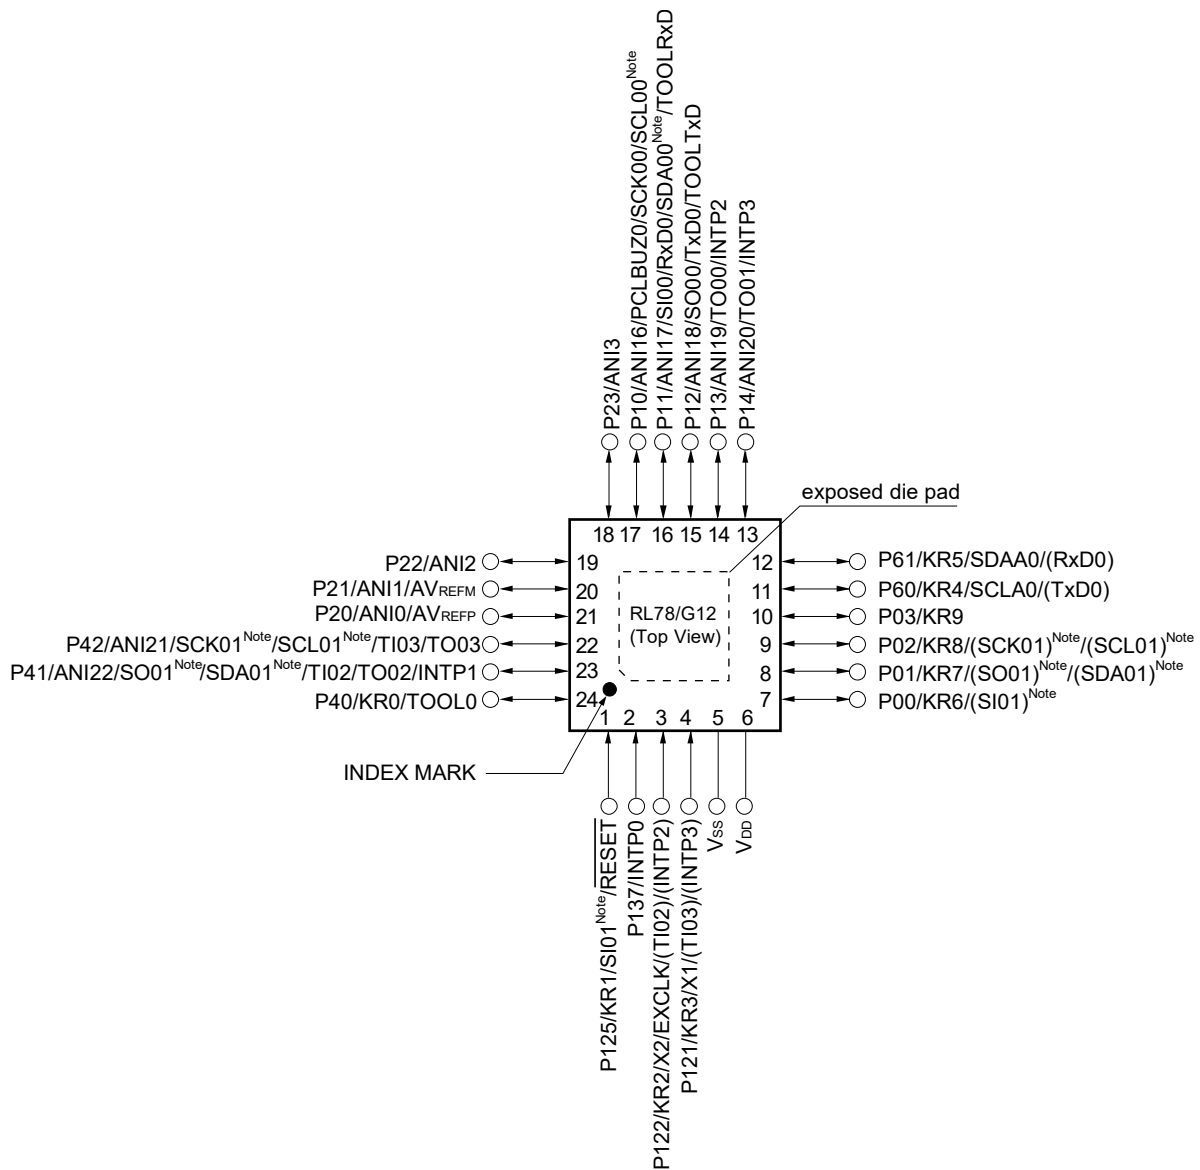 P23/ANI3
P10/ANI16/PCLBUZ0/SCK00/SCL00Note
P11/ANI17/SI00/RxD0/SDA00Note/TOOLRxD
P12/ANI18/SO00/TxD0/TOOLTxD
P13/ANI19/TO00/INTP2
P14/ANI20/TO01/INTP3
exposed die pad
18 17 16 15 14 13
P22/ANI2
P21/ANI1/AVREFM
P20/ANI0/AVREFP
P42/ANI21/SCK01Note/SCL01Note/TI03/TO03
P41/ANI22/SO01Note/SDA01Note/TI02/TO02/INTP1
P40/KR0/TOOL0
19
20
21
22
23
24
RL78/G12
(Top View)
12
11
10
9
8
7
P61/KR5/SDAA0/(RxD0)
P60/KR4/SCLA0/(TxD0)
P03/KR9
P02/KR8/(SCK01)Note/(SCL01)Note
P01/KR7/(SO01)Note/(SDA01)Note
P00/KR6/(SI01)Note
1 2 3 4 5 6
INDEX MARK
P125/KR1/SI01Note/RESET
P137/INTP0
P122/KR2/X2/EXCLK/(TI02)/(INTP2)
P121/KR3/X1/(TI03)/(INTP3)
VSS
VDD